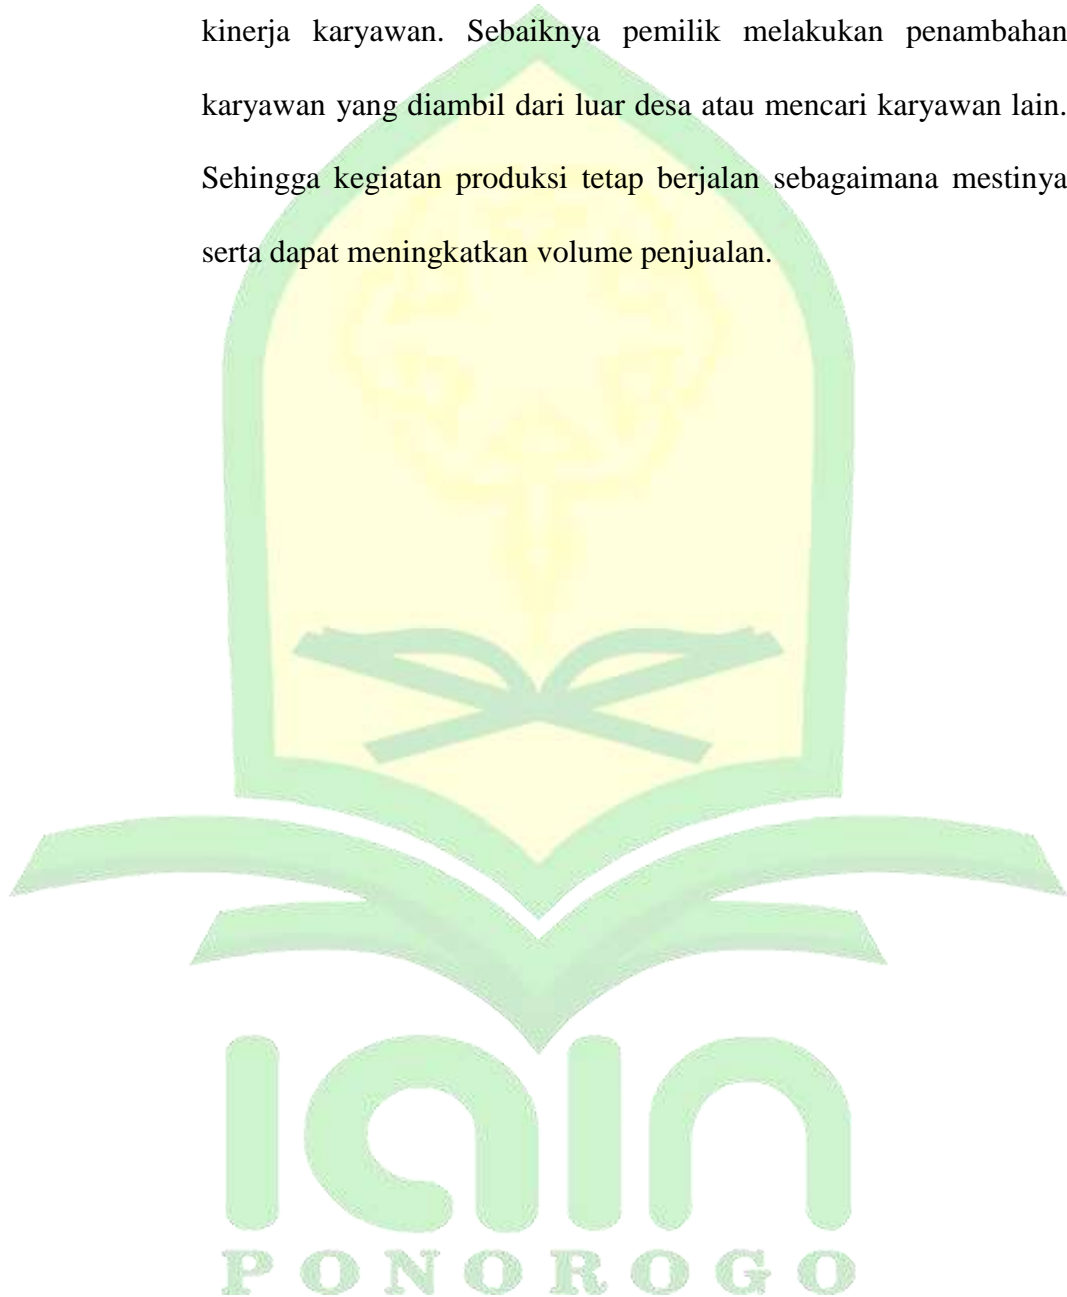 kinerja karyawan. Sebaiknya pemilik melakukan penambahan
karyawan yang diambil dari luar desa atau mencari karyawan lain.
Sehingga kegiatan produksi tetap berjalan sebagaimana mestinya
serta dapat meningkatkan volume penjualan.
iain
PONOROGO